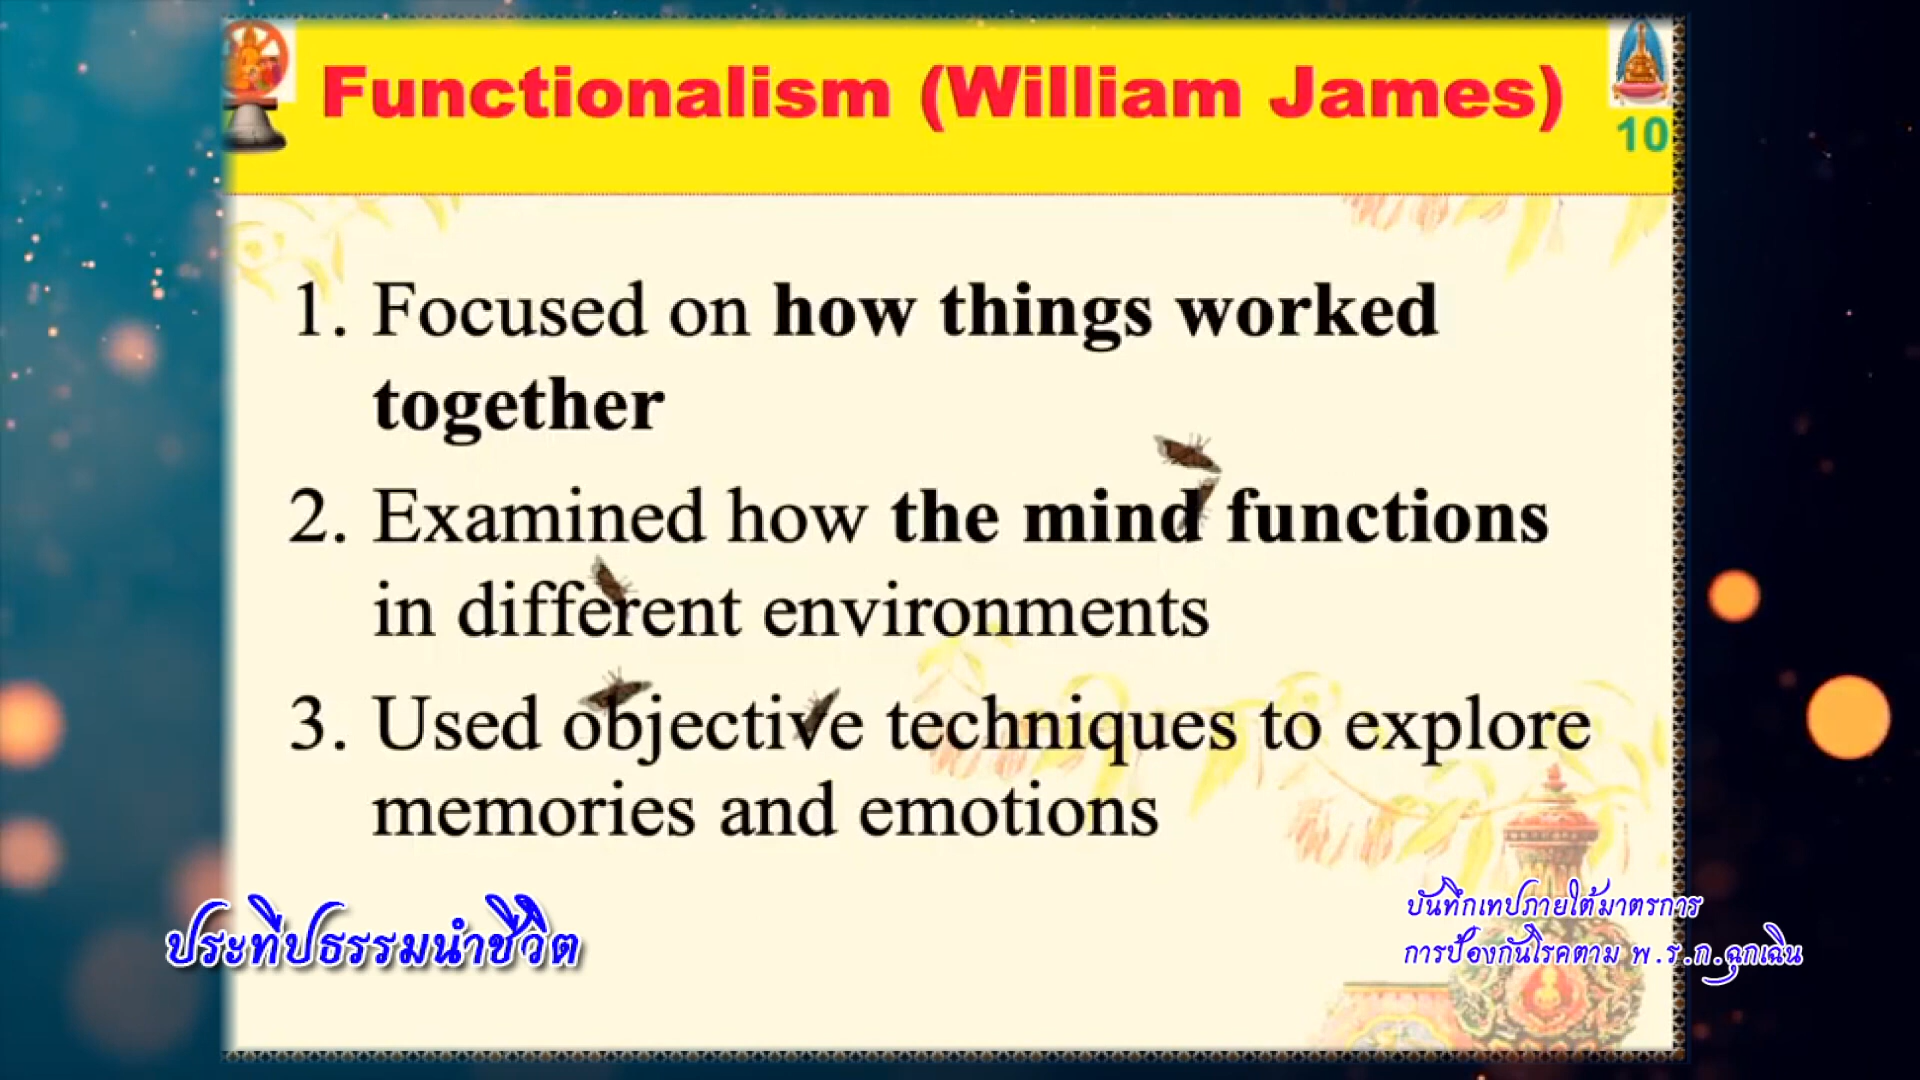 Functionalism (William James)
10
1. Focused on how things worked
together
2. Examined how the mind functions
in different environments
3. Used objective techniques to explore
memories and emotions
ประทีปธรรมนำชีวิต
บันทึกเทปภายใต้มาตรการ
การป้องกันโรคตาม พ.ร.ก.ฉุกเฉิน